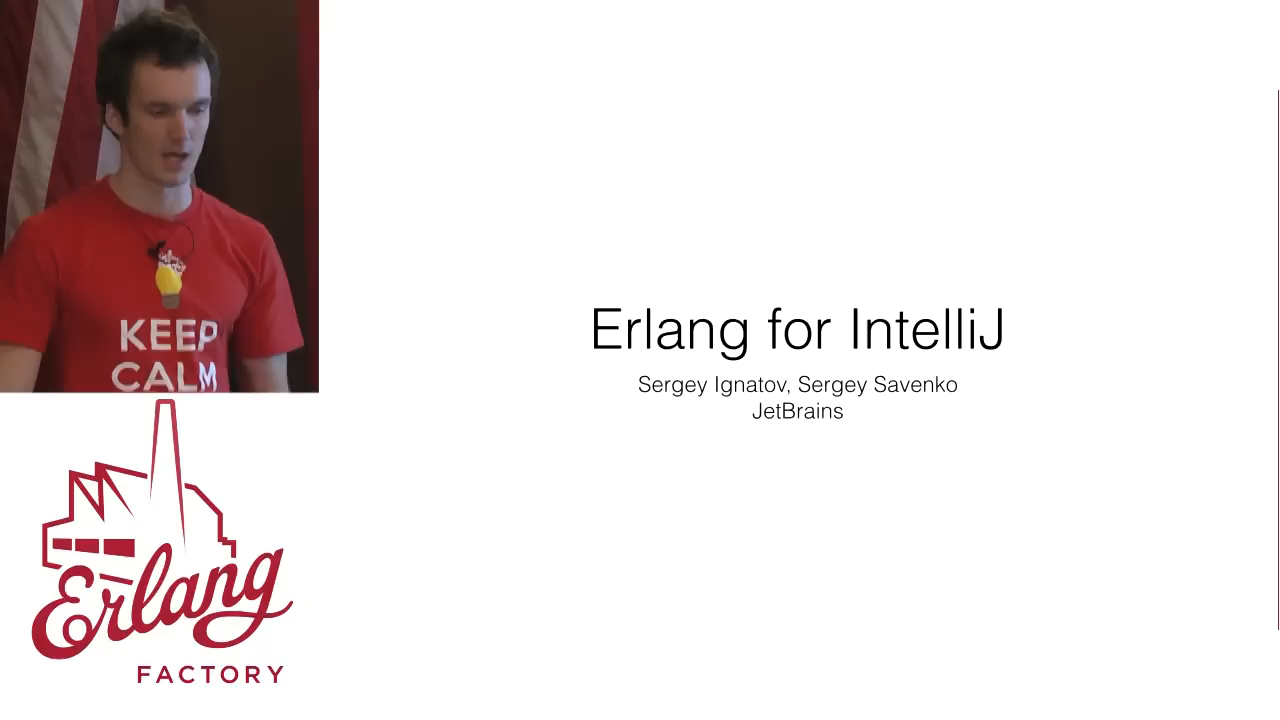 KEEP
CALM
Erlang
FACTORY
Erlang for IntelliJ
Sergey Ignatov, Sergey Savenko
JetBrains